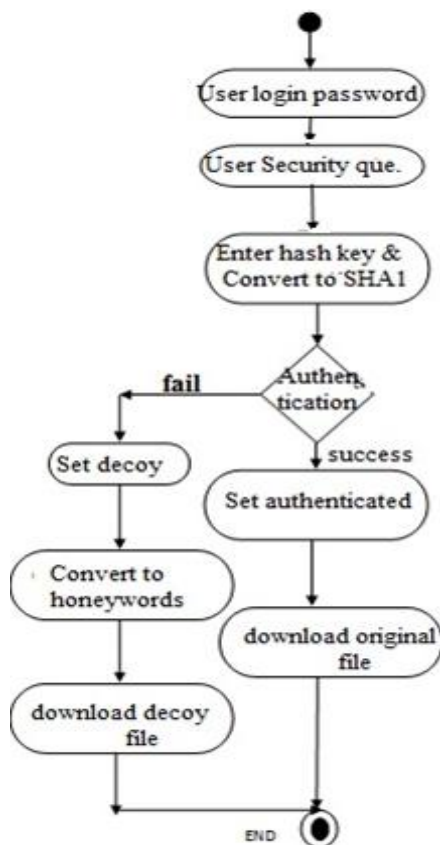 User login password
User Security que.
Enter hash key &
Convert to SHA1
Authen
tication
fail
success
Set decoy
Set authenticated
Convert to
honeywords
download original
file
download decoy
file
END